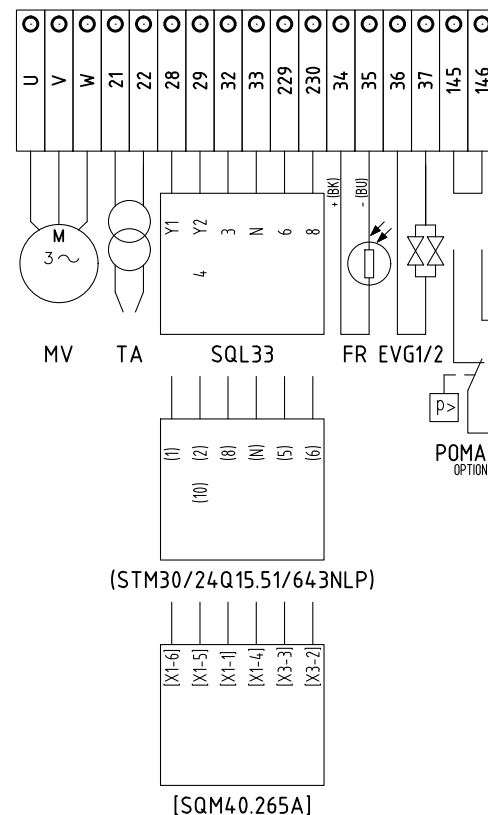 U V W 21 22 28 29 32 33 229 230 34 35 36 37 145 146
+ (BK) - (BU)
Y1 Y2 3 N 6 8
4
M
3~
MV TA SQL33 FR EVG1/2
p>
POMA
OPTION
(1) (2) (8) (N) (5) (6)
(10)
(STM30/24Q15.51/643NLP)
[X1-6] [X1-5] [X1-1] [X1-4] [X3-3] [X3-2]
[SQM40.265A]